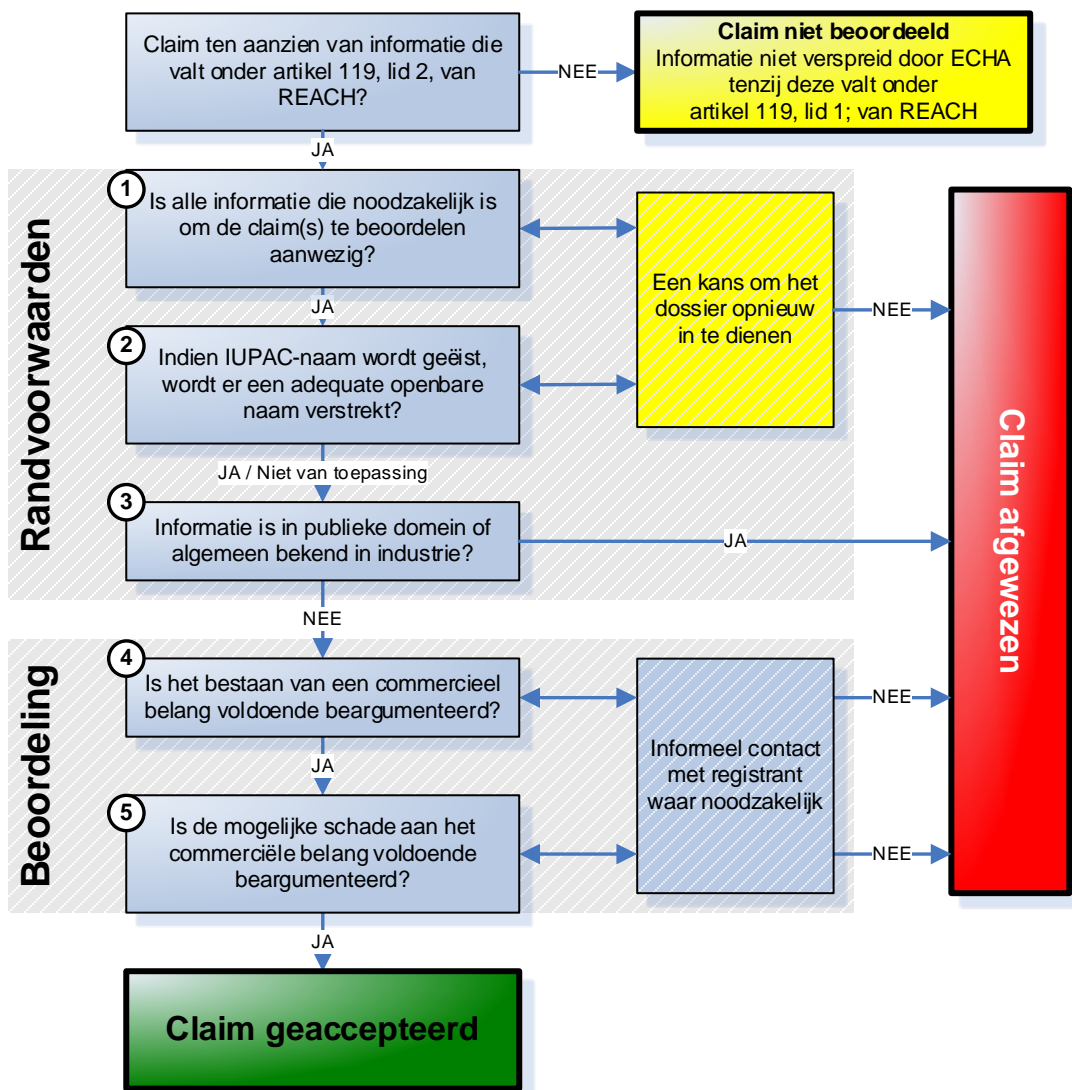 Claim ten aanzien van informatie die
valt onder artikel 119, lid 2, van
REACH?
NEE
Claim niet beoordeeld
Informatie niet verspreid door ECHA
tenzij deze valt onder
artikel 119, lid 1; van REACH
JA
Randvoorwaarden
1
Is alle informatie die noodzakelijk is
om de claim(s) te beoordelen
aanwezig?
JA
2
Indien IUPAC-naam wordt geëist,
wordt er een adequate openbare
naam verstrekt?
Een kans om het
dossier opnieuw
in te dienen
NEE
JA / Niet van toepassing
3
Informatie is in publieke domein of
algemeen bekend in industrie?
JA
Claim afgewezen
NEE
Beoordeling
4
Is het bestaan van een commercieel
belang voldoende beargumenteerd?
JA
5
Is de mogelijke schade aan het
commerciële belang voldoende
beargumenteerd?
Informeel contact
met registrant
waar noodzakelijk
NEE
NEE
JA
Claim geaccepteerd